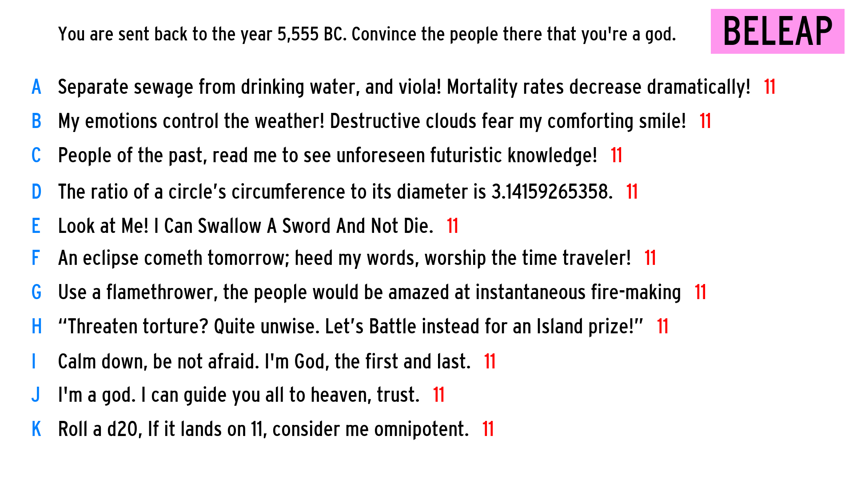 You are sent back to the year 5,555 BC. Convince the people there that you're a god. BELEAP
A Separate sewage from drinking water, and viola! Mortality rates decrease dramatically! 11
B My emotions control the weather! Destructive clouds fear my comforting smile! 11
C People of the past, read me to see unforeseen futuristic knowledge! 11
D The ratio of a circle’s circumference to its diameter is 3.14159265358. 11
E Look at Me! I Can Swallow A Sword And Not Die. 11
F An eclipse cometh tomorrow; heed my words, worship the time traveler! 11
G Use a flamethrower, the people would be amazed at instantaneous fire-making 11
H “Threaten torture? Quite unwise. Let’s Battle instead for an Island prize!” 11
I Calm down, be not afraid. I'm God, the first and last. 11
J I'm a god. I can guide you all to heaven, trust. 11
K Roll a d20, If it lands on 11, consider me omnipotent. 11